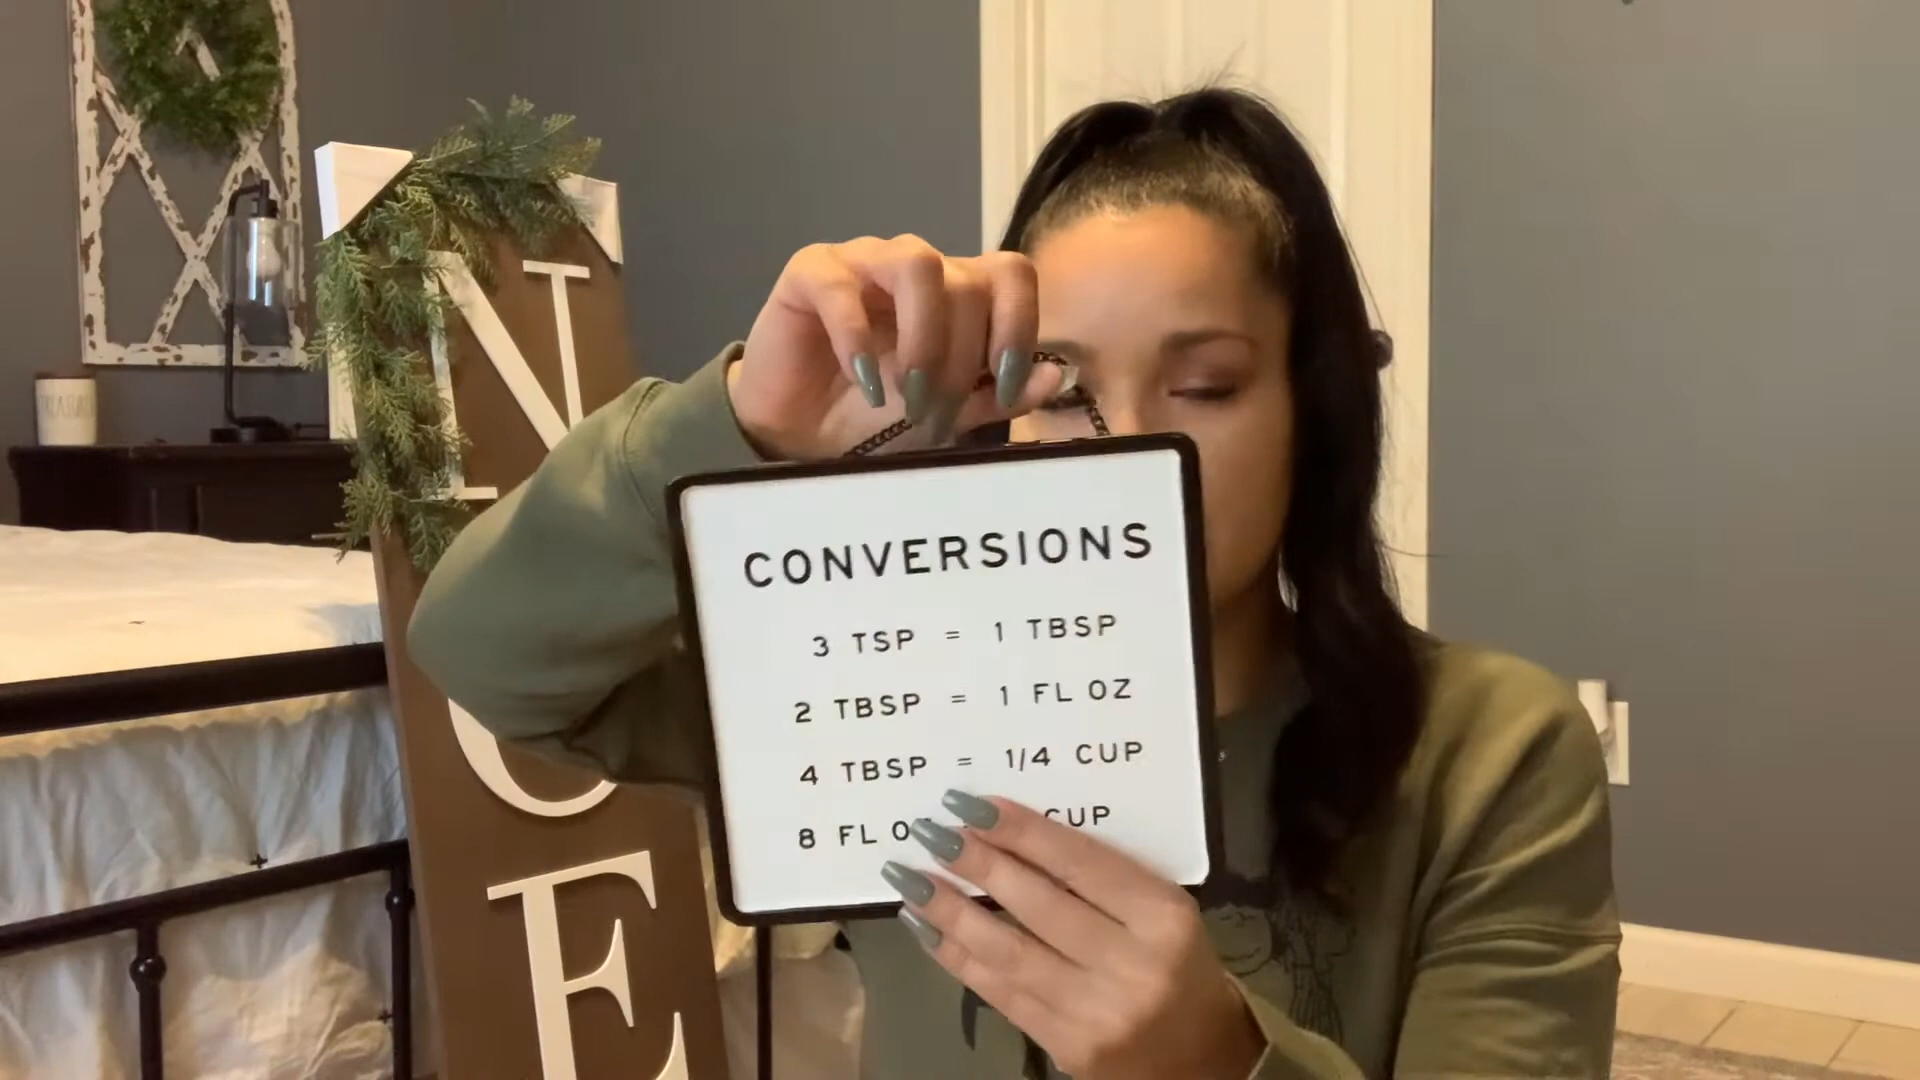 CONVERSIONS
3 TSP = 1 TBSP
2 TBSP = 1 FL OZ
4 TBSP = 1/4 CUP
8 FL CUP
N
E